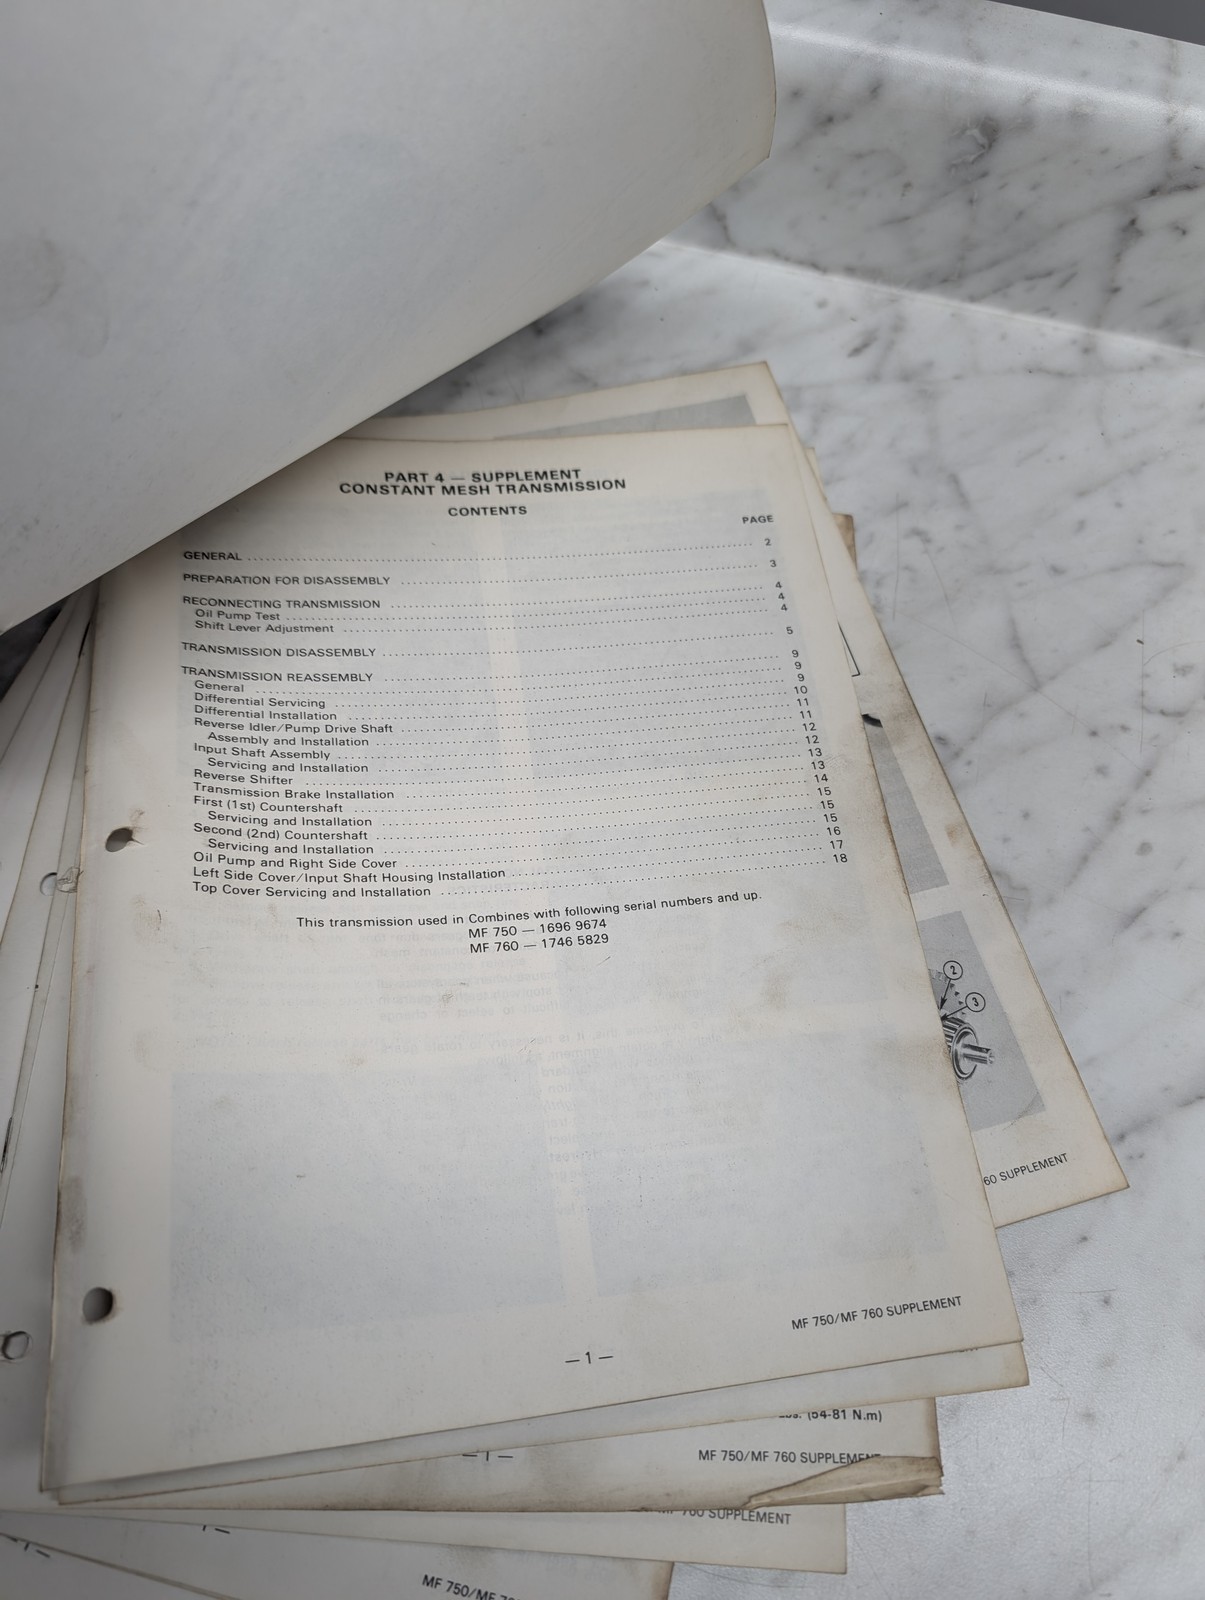 PART 4 — SUPPLEMENT
CONSTANT MESH TRANSMISSION
CONTENTS
PAGE
GENERAL 2
PREPARATION FOR DISASSEMBLY 3
RECONNECTING TRANSMISSION 4
Oil Pump Test 4
Shift Lever Adjustment 4
TRANSMISSION DISASSEMBLY 5
TRANSMISSION REASSEMBLY 9
General 9
Differential Servicing 9
Differential Installation 10
Reverse Idler/Pump Drive Shaft 11
Assembly and Installation 11
Input Shaft Assembly 12
Servicing and Installation 12
Reverse Shifter 13
Transmission Brake Installation 13
First (1st) Countershaft 14
Servicing and Installation 15
Second (2nd) Countershaft 15
Servicing and Installation 15
Oil Pump and Right Side Cover 16
Left Side Cover/Input Shaft Housing Installation 17
Top Cover Servicing and Installation 18
This transmission used in Combines with following serial numbers and up.
MF 750 — 1696 9674
MF 760 — 1746 5829
2
3
60 SUPPLEMENT
MF 750/MF 760 SUPPLEMENT
— 1 —
(54-81 N.m)
— 1 —
MF 750/MF 760 SUPPLEMENT
760 SUPPLEMENT
MF 750/MF